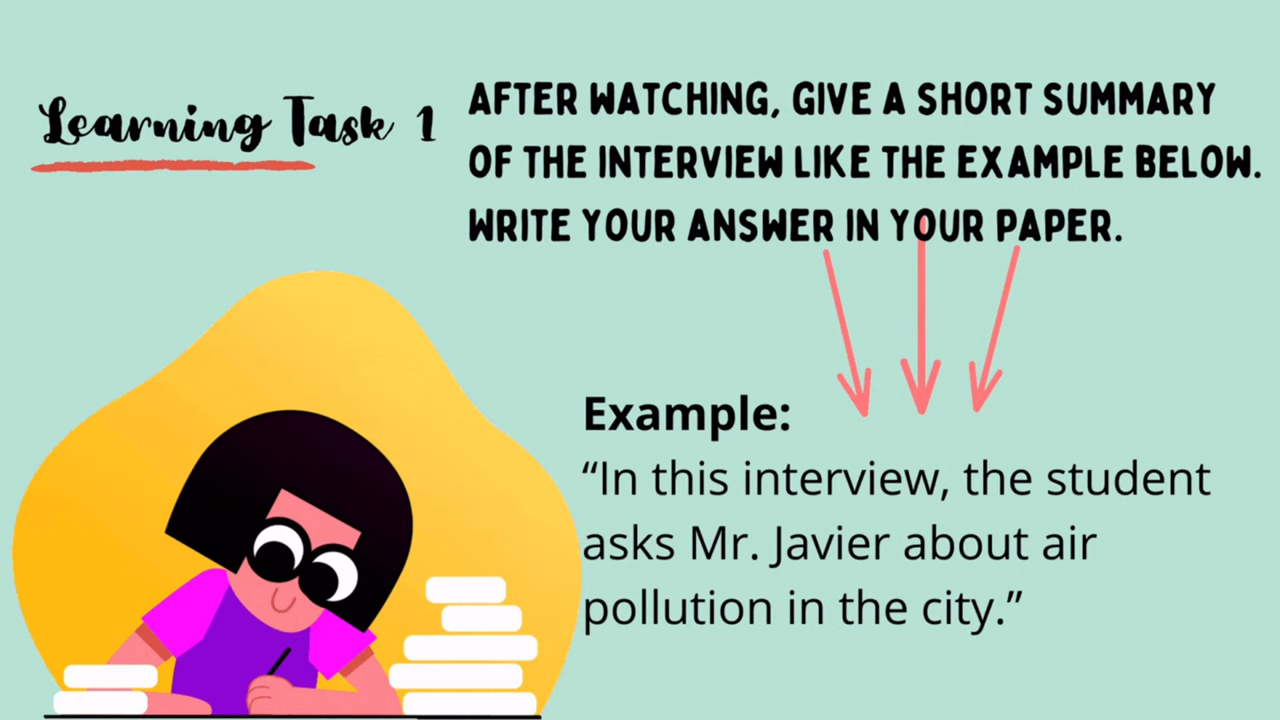 Learning Task 1
AFTER WATCHING, GIVE A SHORT SUMMARY
OF THE INTERVIEW LIKE THE EXAMPLE BELOW.
WRITE YOUR ANSWER IN YOUR PAPER.
Example:
“In this interview, the student
asks Mr. Javier about air
pollution in the city.”